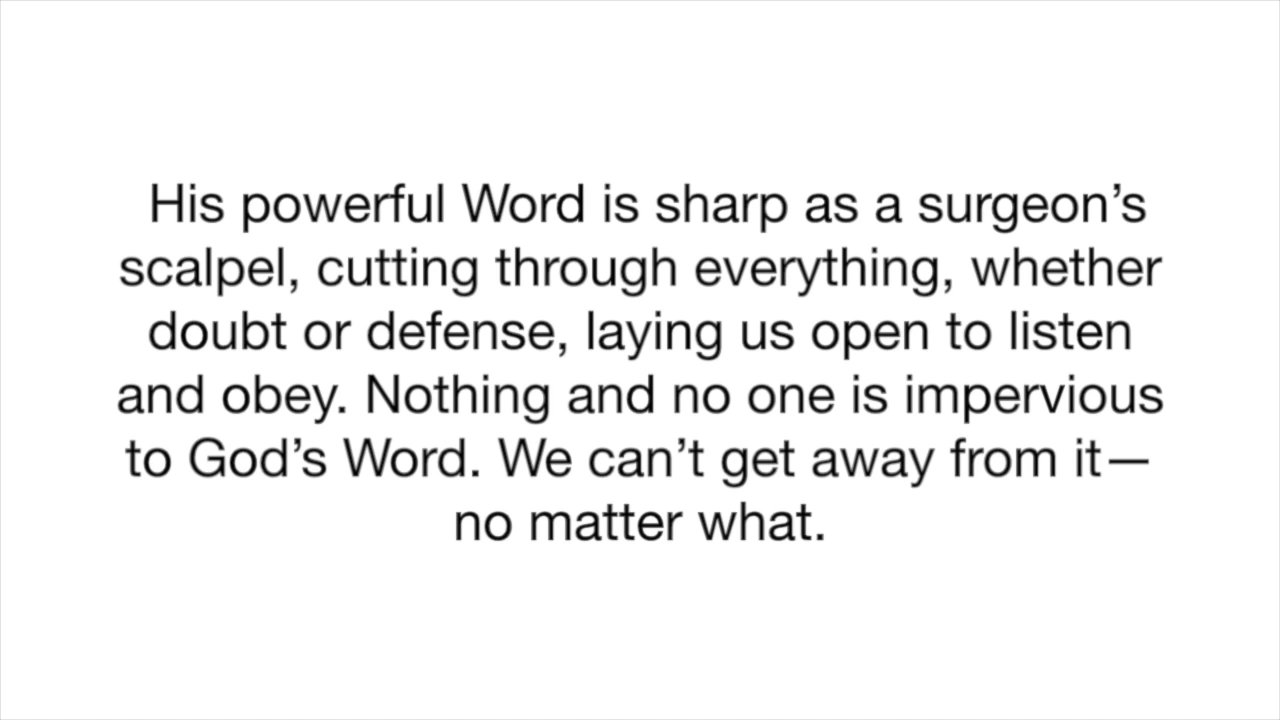 His powerful Word is sharp as a surgeon’s
scalpel, cutting through everything, whether
doubt or defense, laying us open to listen
and obey. Nothing and no one is impervious
to God’s Word. We can’t get away from it—
no matter what.